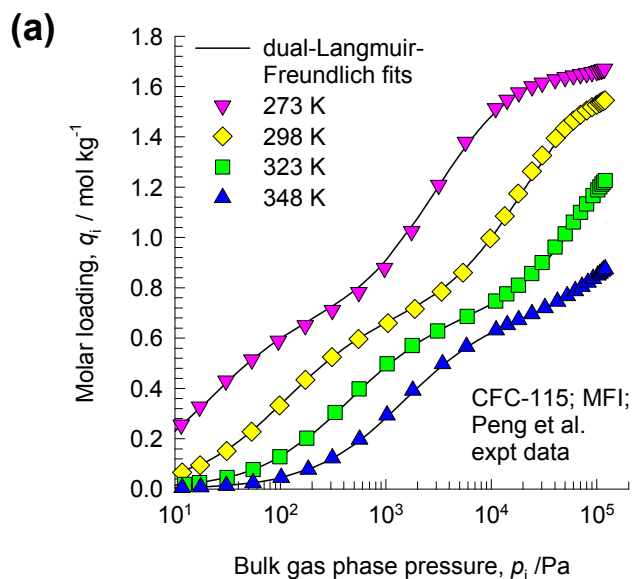 (a)
1.8
1.6
1.4
1.2
1.0
0.8
0.6
0.4
0.2
0.0
Molar loading, qᵢ / mol kg⁻¹
dual-Langmuir-
Freundlich fits
273 K
298 K
323 K
348 K
CFC-115; MFI;
Peng et al.
expt data
10¹ 10² 10³ 10⁴ 10⁵
Bulk gas phase pressure, pᵢ /Pa